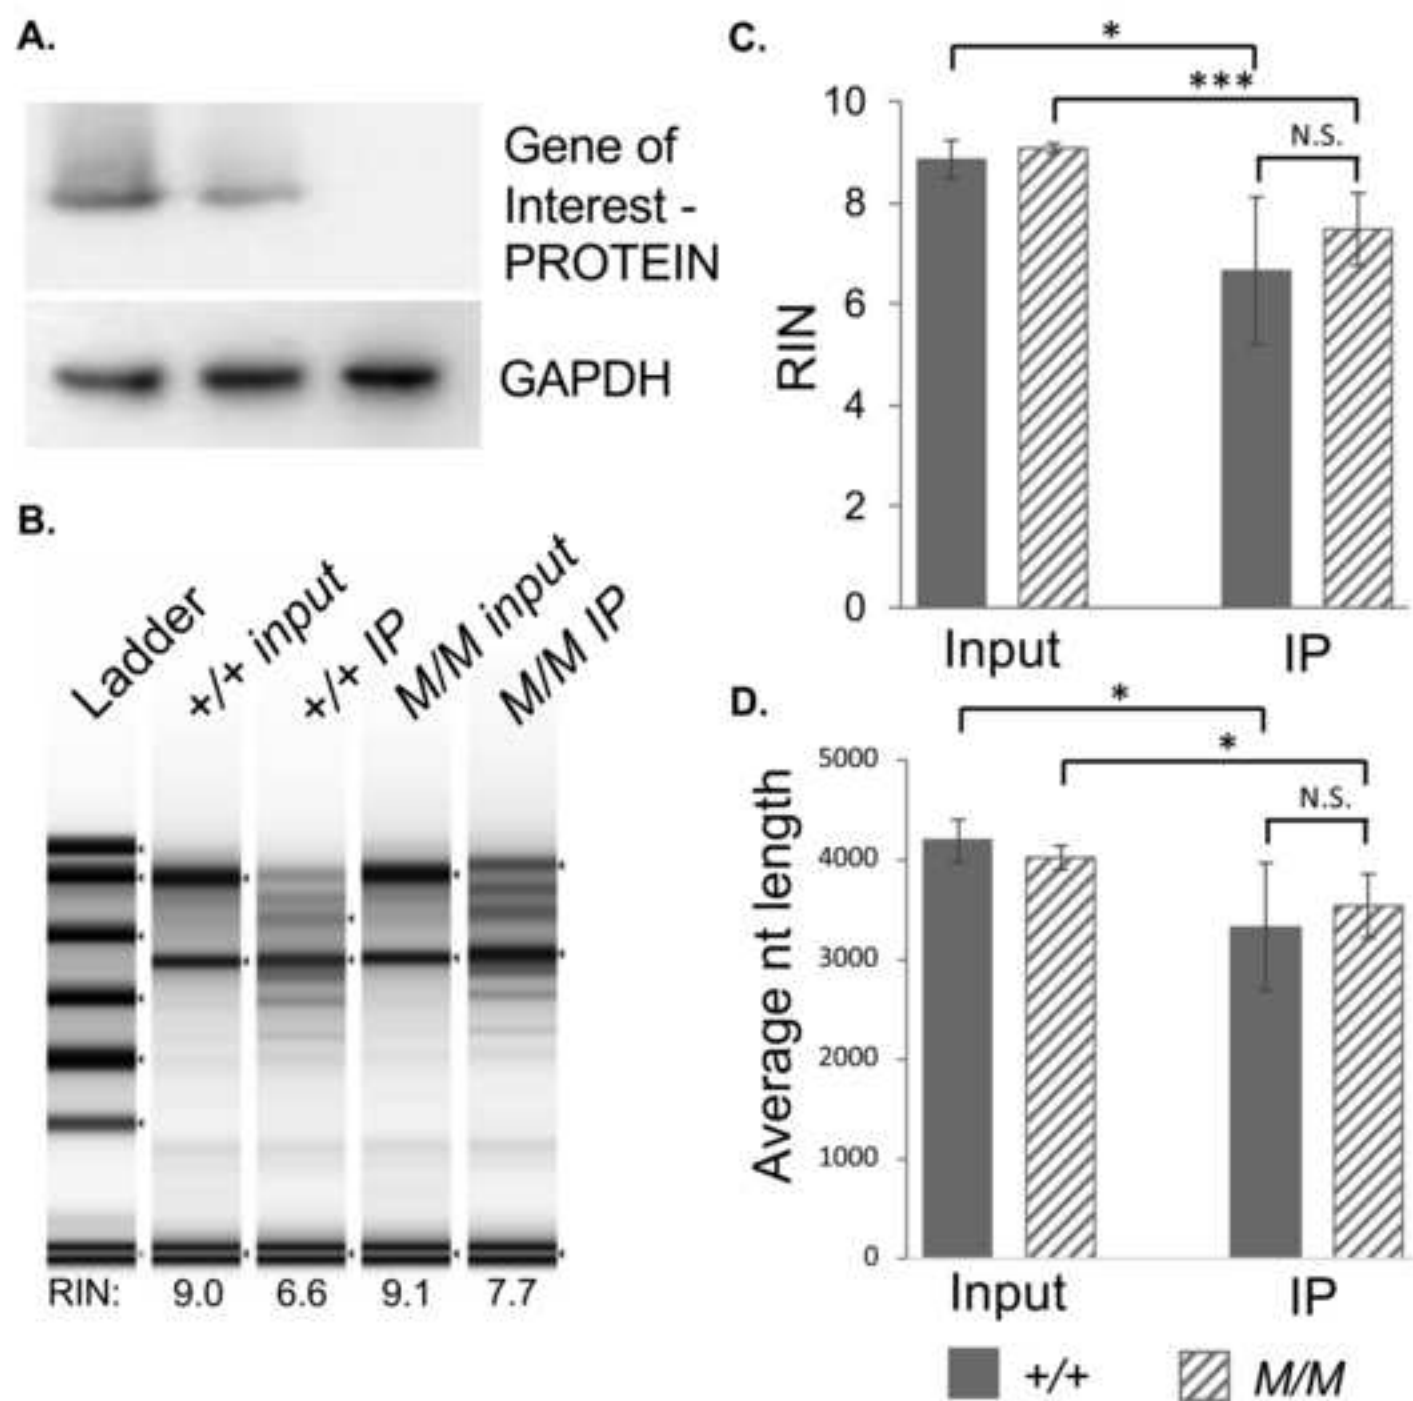 A.
Gene of
Interest -
PROTEIN
GAPDH
B.
Ladder
+/+ input
+/+ IP
M/M input
M/M IP
RIN: 9.0 6.6 9.1 7.7
C.
*
***
N.S.
10
8
6
4
2
0
RIN
Input IP
D.
*
*
N.S.
5000
4000
3000
2000
1000
0
Average nt length
Input IP
+/+ M/M